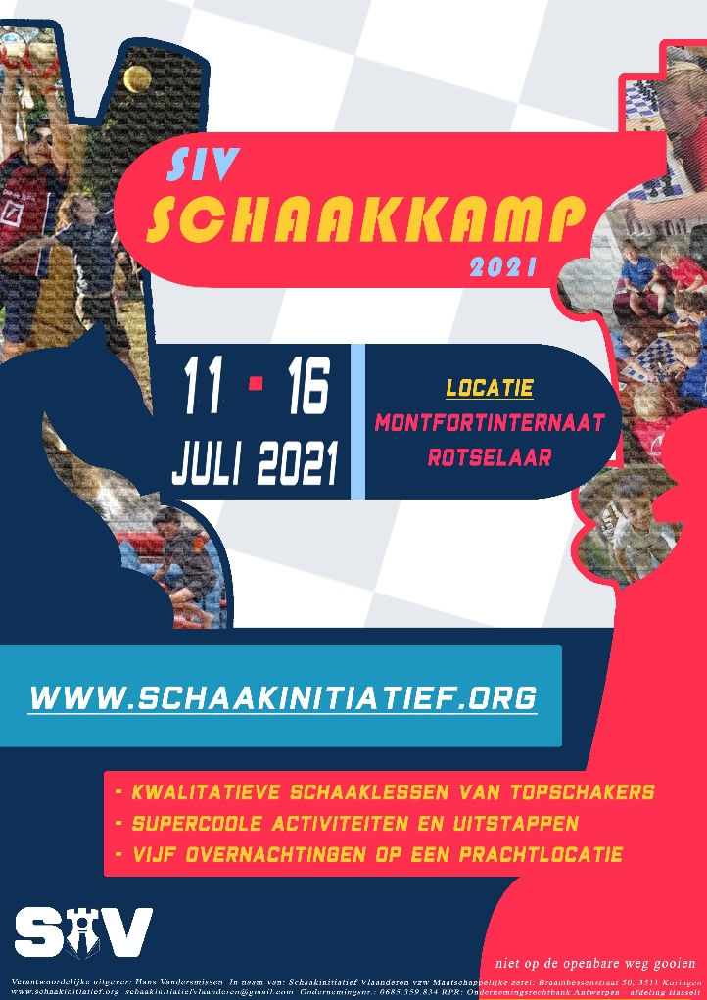 SIV
SCHAAKKAMP
2021
11 - 16
JULI 2021
LOCATIE
MONTFORTINTERNAAT
ROTSELAAR
WWW.SCHAAKINITIATIEF.ORG
- KWALITATIEVE SCHAAKLESSEN VAN TOPSCHAKERS
- SUPERCOOLE ACTIVITEITEN EN UITSTAPPEN
- VIJF OVERNACHTINGEN OP EEN PRACHTLOCATIE
SIV
niet op de openbare weg gooien
Verantwoordelijke uitgever: Hans Vandersmissen In naam van: Schaakinitiatief Vlaanderen vzw Maatschappelijke zetel: Braambessenstraat 50, 3511 Kuringen
www.schaakinitiatief.org schaakinitiatiefvlaanderen@gmail.com Ondernemingsnr.: 0685.359.834 RPR: Ondernemingsrechtbank Antwerpen - afdeling Hasselt